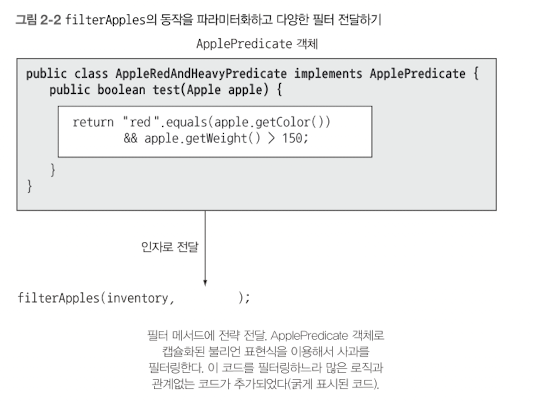 그림 2-2 filterApples의 동작을 파라미터화하고 다양한 필터 전달하기
ApplePredicate 객체
public class AppleRedAndHeavyPredicate implements ApplePredicate {
public boolean test(Apple apple) {
return "red".equals(apple.getColor())
&& apple.getWeight() > 150;
}
}
인자로 전달
filterApples(inventory, );
필터 메서드에 전략 전달. ApplePredicate 객체로
캡슐화된 불리언 표현식을 이용해서 사과를
필터링한다. 이 코드를 필터링하느라 많은 로직과
관계없는 코드가 추가되었다(굵게 표시된 코드).